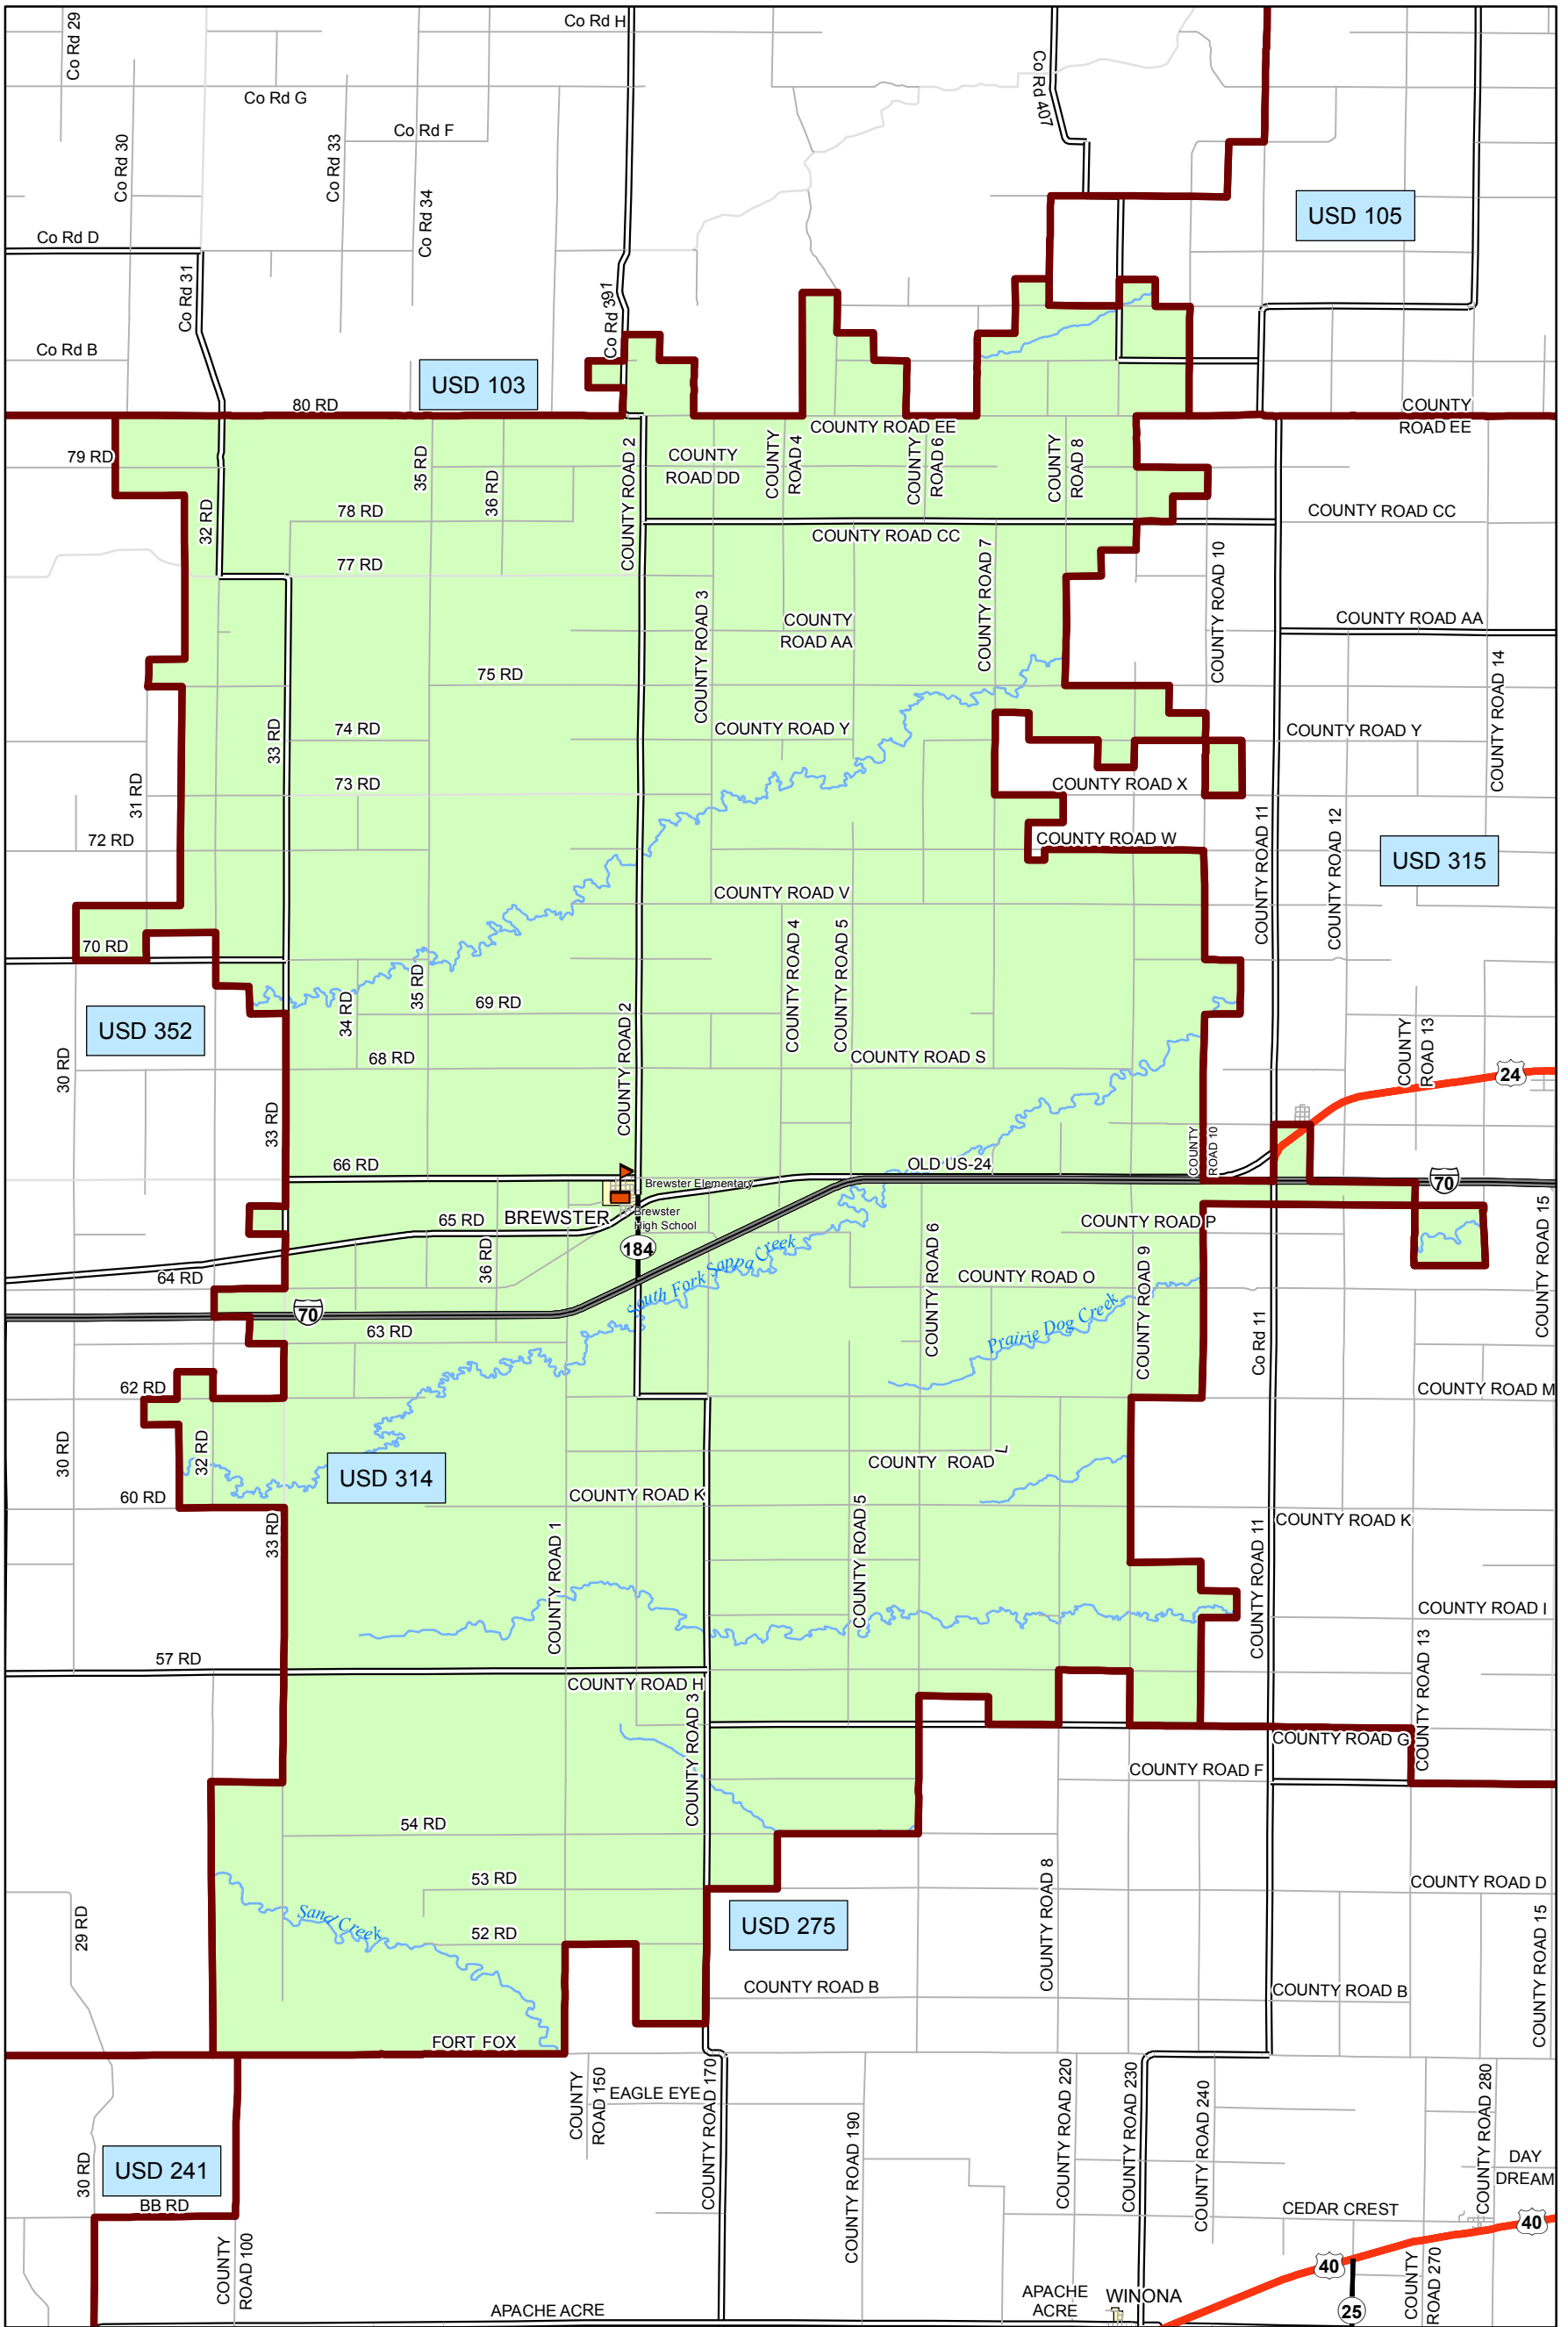 Co Rd H
Co Rd 29
Co Rd 407
Co Rd G
Co Rd F
Co Rd 30
Co Rd 33
Co Rd 34
USD 105
Co Rd D
Co Rd 31
Co Rd 391
Co Rd B
USD 103
80 RD
COUNTY
ROAD EE
COUNTY ROAD EE
79 RD
35 RD
36 RD
32 RD
COUNTY ROAD 2
COUNTY
ROAD DD
COUNTY
ROAD 4
COUNTY
ROAD 6
COUNTY
ROAD 8
78 RD
COUNTY ROAD CC
COUNTY ROAD CC
77 RD
COUNTY ROAD 7
COUNTY ROAD 10
COUNTY ROAD 3
COUNTY
ROAD AA
COUNTY ROAD AA
75 RD
COUNTY ROAD 14
33 RD
74 RD
COUNTY ROAD Y
COUNTY ROAD Y
31 RD
73 RD
COUNTY ROAD X
72 RD
COUNTY ROAD W
COUNTY ROAD 11
COUNTY ROAD 12
USD 315
COUNTY ROAD V
70 RD
35 RD
COUNTY ROAD 4
COUNTY ROAD 5
34 RD
69 RD
USD 352
COUNTY ROAD 2
30 RD
68 RD
COUNTY ROAD S
COUNTY
ROAD 13
24
33 RD
66 RD
OLD US-24
COUNTY
ROAD 10
70
Brewster Elementary
Brewster
High School
BREWSTER
65 RD
184
36 RD
COUNTY ROAD P
COUNTY ROAD 15
64 RD
South Fork Sappa Creek
COUNTY ROAD 6
COUNTY ROAD O
COUNTY ROAD 9
70
63 RD
Prairie Dog Creek
Co Rd 11
62 RD
COUNTY ROAD M
30 RD
32 RD
USD 314
COUNTY ROAD L
60 RD
COUNTY ROAD K
COUNTY ROAD K
33 RD
COUNTY ROAD 1
COUNTY ROAD 5
COUNTY ROAD 11
COUNTY ROAD I
57 RD
COUNTY ROAD H
COUNTY ROAD 13
COUNTY ROAD 3
COUNTY ROAD G
COUNTY ROAD F
54 RD
53 RD
COUNTY ROAD 8
COUNTY ROAD D
29 RD
Sand Creek
52 RD
USD 275
COUNTY ROAD 15
COUNTY ROAD B
COUNTY ROAD B
FORT FOX
COUNTY
ROAD 150
EAGLE EYE
COUNTY ROAD 170
COUNTY ROAD 190
COUNTY ROAD 220
COUNTY ROAD 230
COUNTY ROAD 240
COUNTY ROAD 280
USD 241
30 RD
DAY
DREAM
BB RD
CEDAR CREST
40
COUNTY
ROAD 100
40
COUNTY
ROAD 270
APACHE ACRE
APACHE
ACRE
WINONA
25